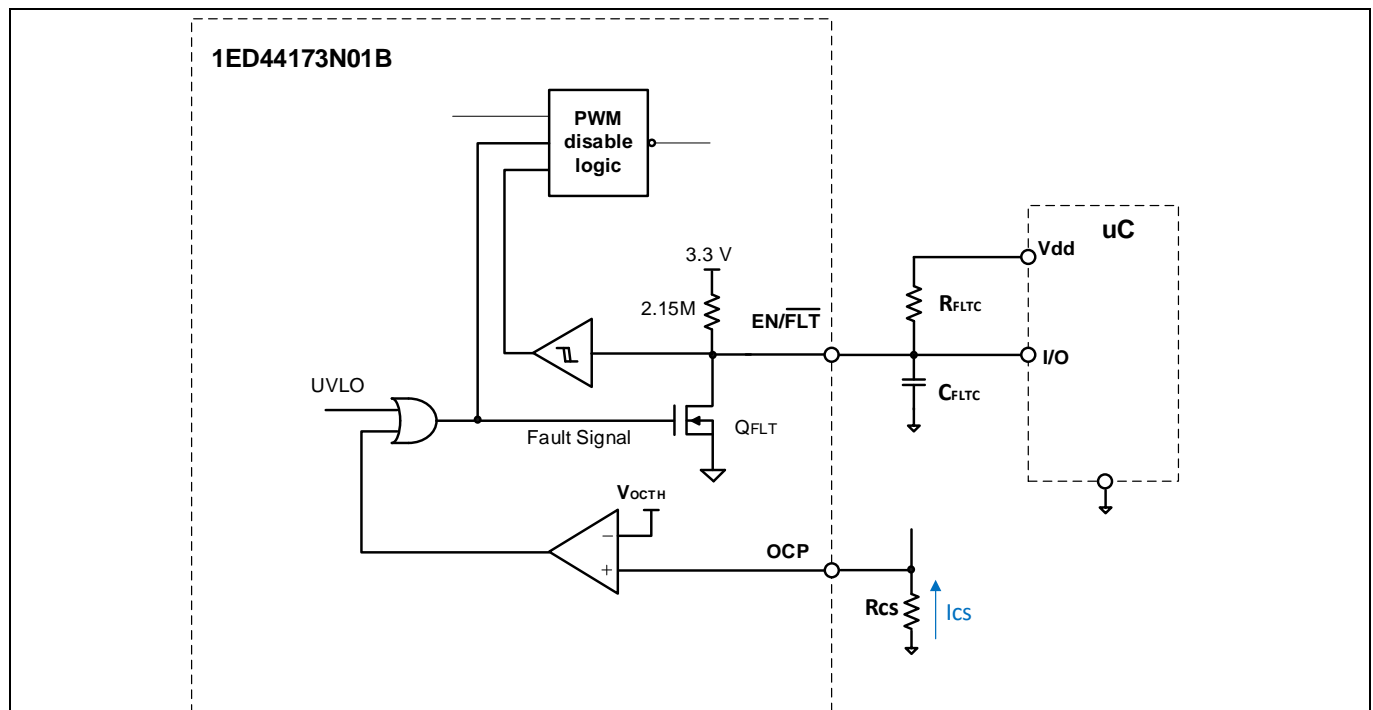 1ED44173N01B
PWM
disable
logic
uC
Vdd
3.3 V
2.15M
RFLTC
EN/FLT
I/O
CFLTC
UVLO
Fault Signal
QFLT
VOCTH
−
OCP
+
Rcs
Ics